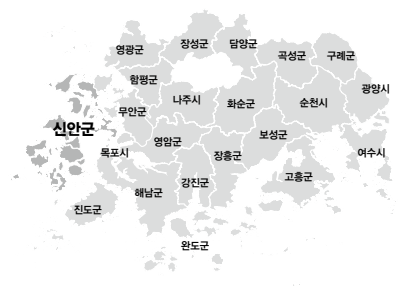 장성군
담양군
영광군
곡성군
구례군
함평군
광양시
나주시
화순군
순천시
무안군
신안군
보성군
영암군
목포시
장흥군
여수시
강진군
고흥군
해남군
진도군
완도군